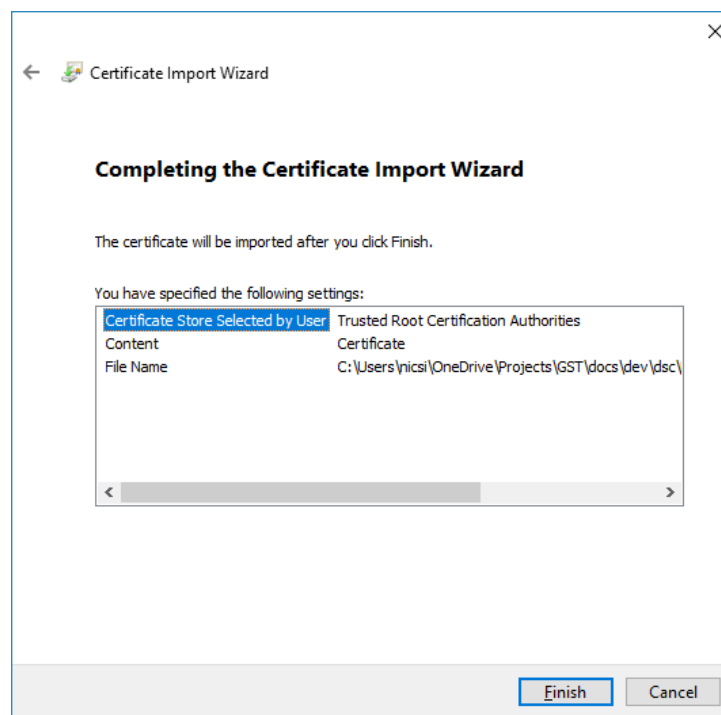 Certificate Import Wizard
Completing the Certificate Import Wizard
The certificate will be imported after you click Finish.
You have specified the following settings:
Certificate Store Selected by User Trusted Root Certification Authorities
Content Certificate
File Name C:\Users\nicsi\OneDrive\Projects\GST\docs\dev\dsc\
Finish Cancel